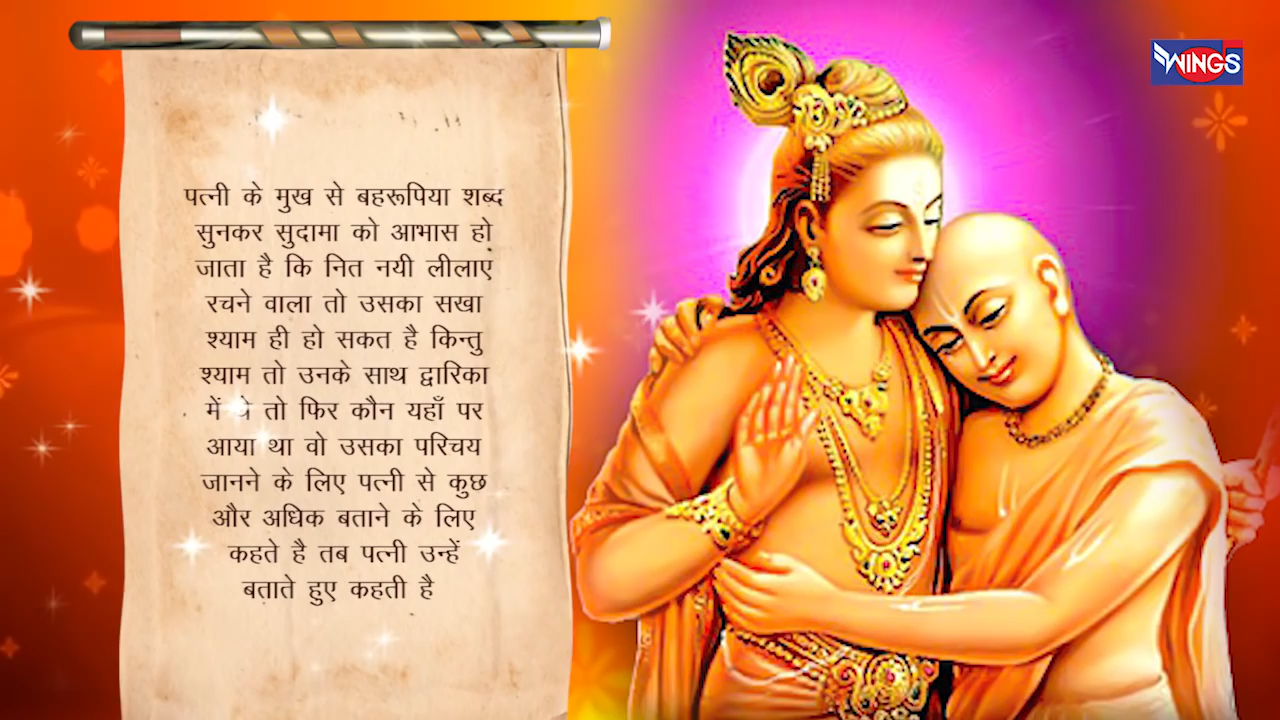 पत्नी के मुख से बहरूपिया शब्द
सुनकर सुदामा को आभास हो
जाता है कि नित नयी लीलाएं
रचने वाला तो उसका सखा
श्याम ही हो सकत है किन्तु
श्याम तो उनके साथ द्वारिका
में थे तो फिर कौन यहाँ पर
आया था वो उसका परिचय
जानने के लिए पत्नी से कुछ
और अधिक बताने के लिए
कहते है तब पत्नी उन्हें
बताते हुए कहती है
WINGS